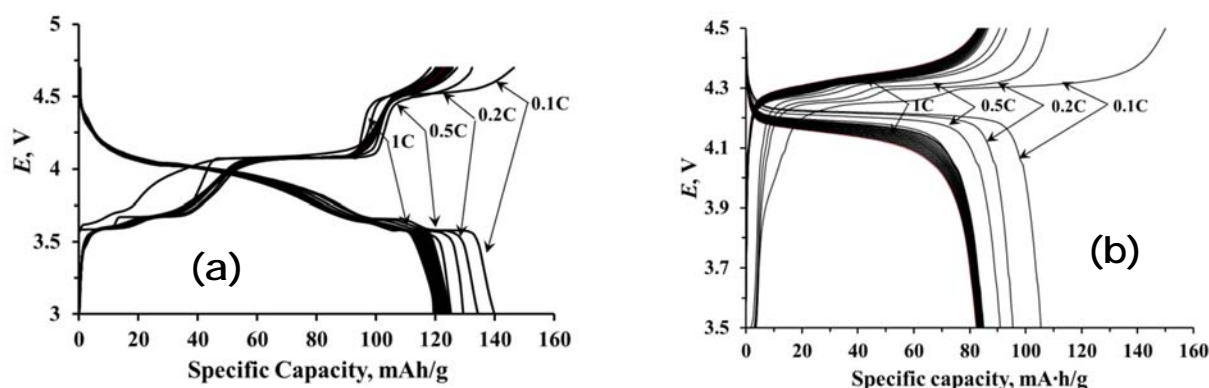 5
4.5
4
3.5
3
E, V
0 20 40 60 80 100 120 140 160
Specific Capacity, mAh/g
0.1C
0.2C
0.5C
1C
(a)
4.5
4.3
4.1
3.9
3.7
3.5
E, V
0 20 40 60 80 100 120 140 160
Specific capacity, mA·h/g
1C 0.5C 0.2C 0.1C
(b)